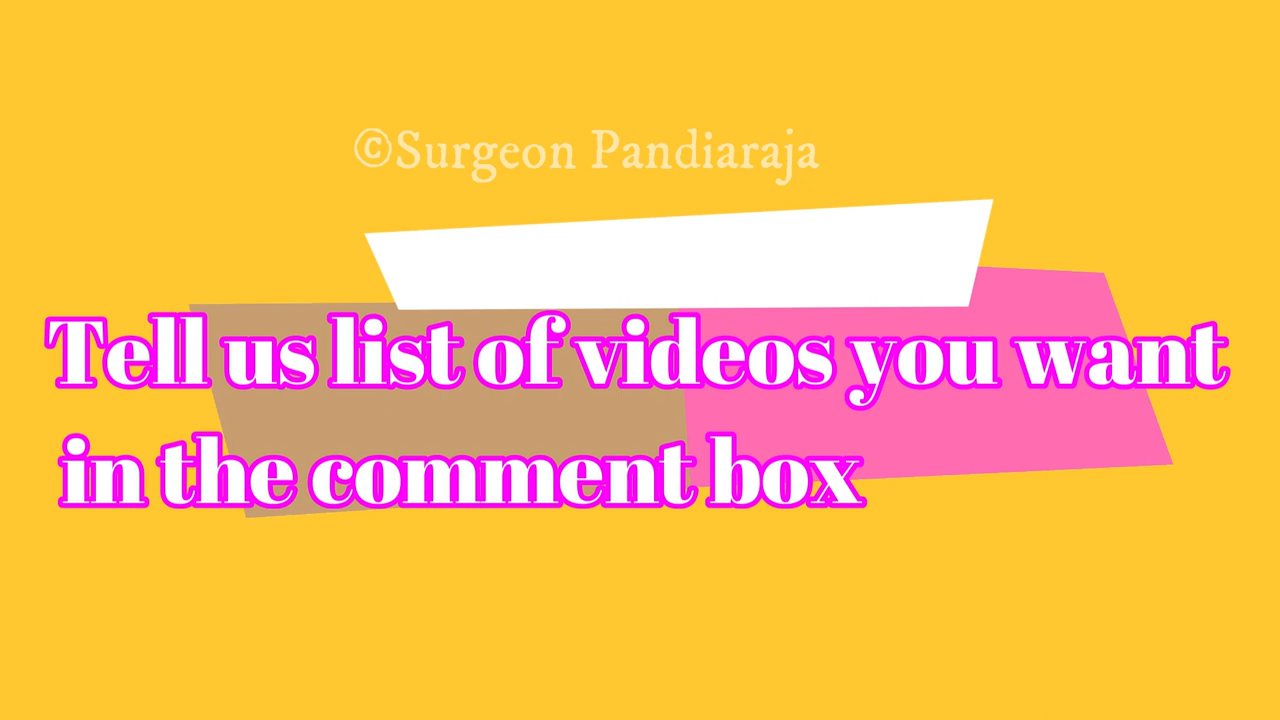 ©Surgeon Pandiaraja
Tell us list of videos you want
in the comment box